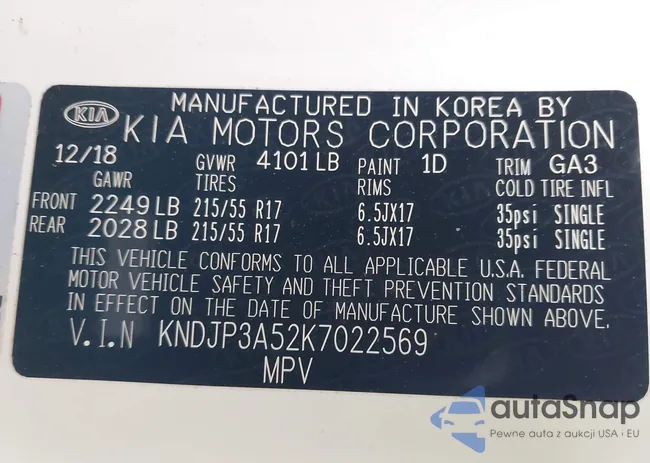 KIA
MANUFACTURED IN KOREA BY
KIA MOTORS CORPORATION
12/18 GVWR 4101 LB PAINT 1D TRIM GA3
GAWR TIRES RIMS COLD TIRE INFL
FRONT 2249 LB 215/55 R17 6.5JX17 35psi SINGLE
REAR 2028 LB 215/55 R17 6.5JX17 35psi SINGLE
THIS VEHICLE CONFORMS TO ALL APPLICABLE U.S.A. FEDERAL
MOTOR VEHICLE SAFETY AND THEFT PREVENTION STANDARDS
IN EFFECT ON THE DATE OF MANUFACTURE SHOWN ABOVE.
V.I.N KNDJP3A52K7022569
MPV
autaSnap
Pewne auta z aukcji USA i EU